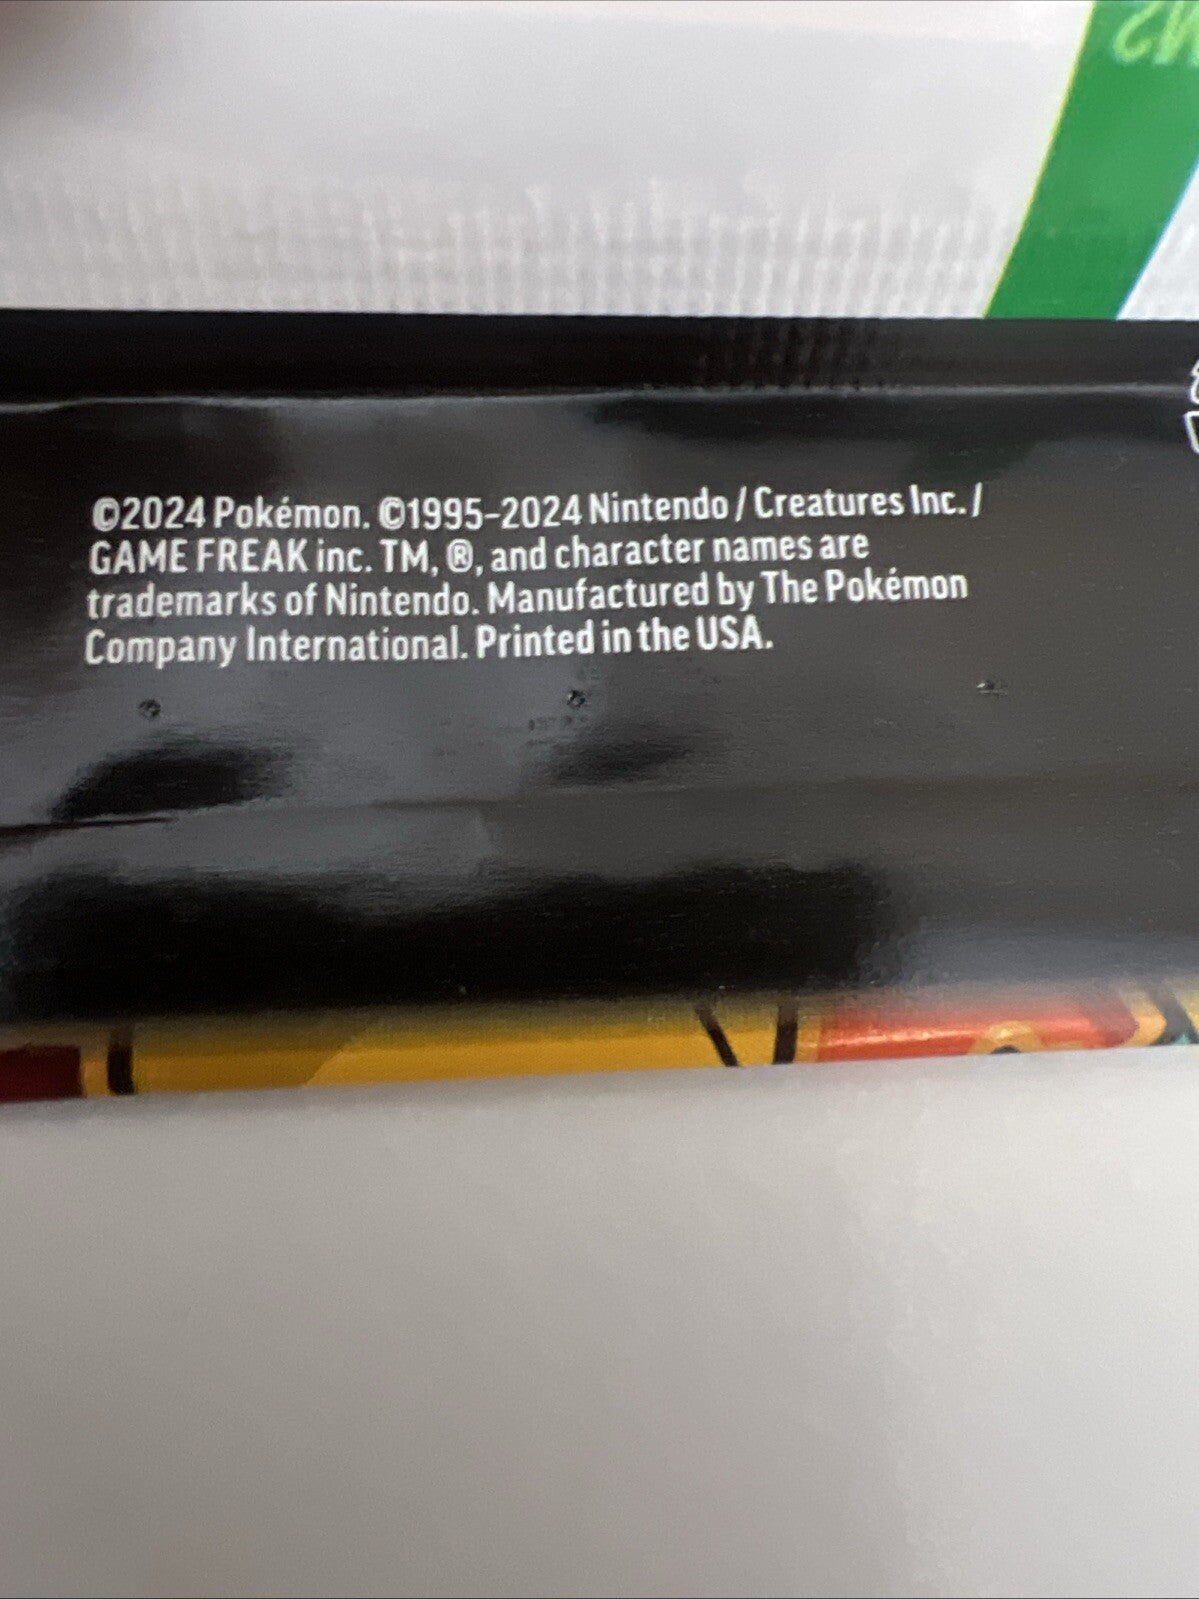 ©2024 Pokémon. ©1995-2024 Nintendo / Creatures Inc. /
GAME FREAK inc. TM, ®, and character names are
trademarks of Nintendo. Manufactured by The Pokémon
Company International. Printed in the USA.